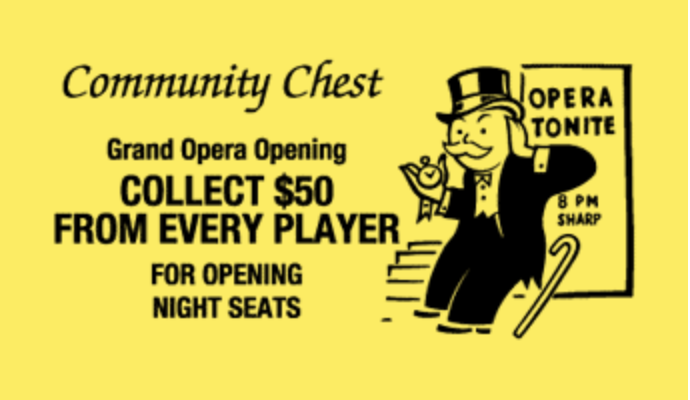 Community Chest
Grand Opera Opening
COLLECT $50
FROM EVERY PLAYER
FOR OPENING
NIGHT SEATS
OPERA
TONITE
8 PM
SHARP